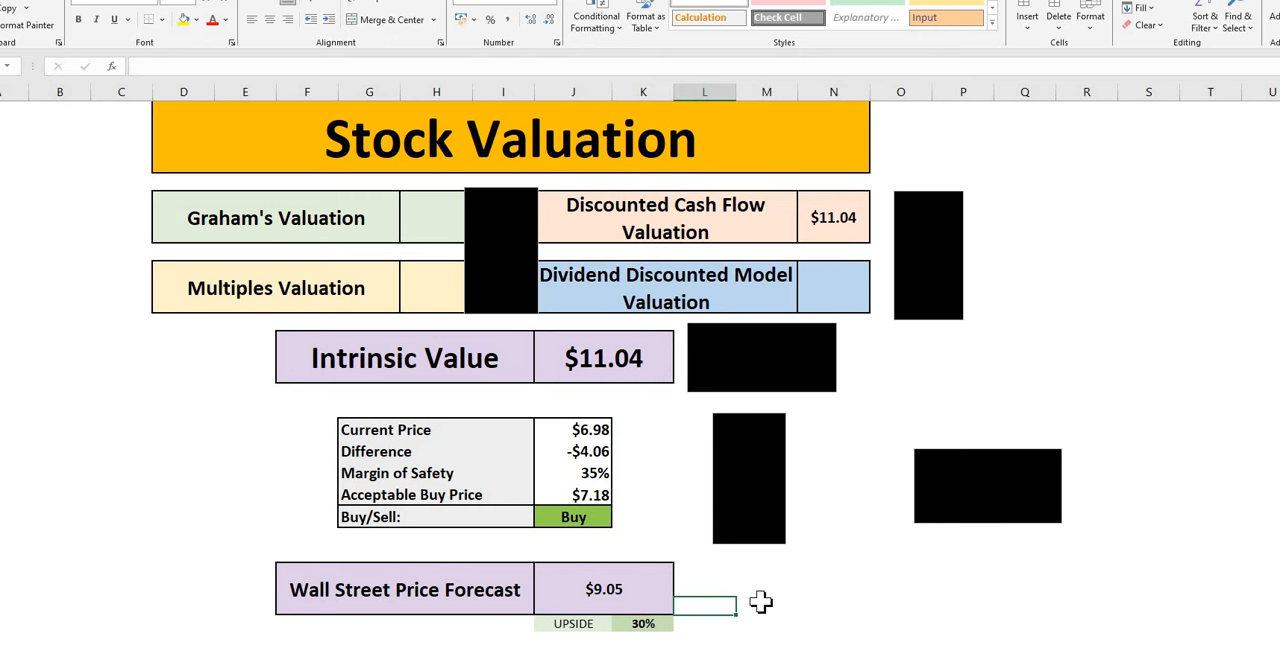 Copy
Format Painter
B I U
Merge & Center
%
Conditional
Formatting
Format as
Table
Calculation
Check Cell
Explanatory ...
Input
Insert
Delete
Format
Fill
Clear
Sort &
Filter
Find &
Select
Font
Alignment
Number
Styles
Cells
Editing
fx
B C D E F G H I J K L M N O P Q R S T U
Stock Valuation
Graham's Valuation
Discounted Cash Flow
Valuation
$11.04
Multiples Valuation
Dividend Discounted Model
Valuation
Intrinsic Value
$11.04
Current Price $6.98
Difference -$4.06
Margin of Safety 35%
Acceptable Buy Price $7.18
Buy/Sell: Buy
Wall Street Price Forecast
$9.05
UPSIDE 30%